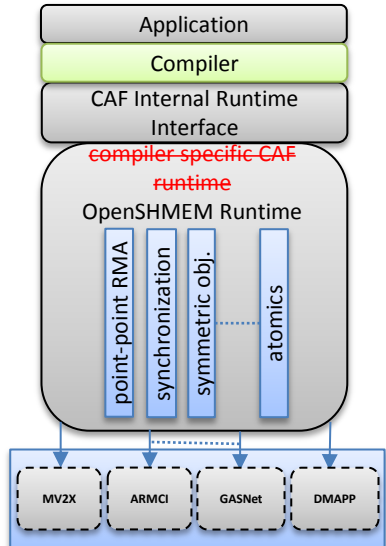 Application
Compiler
CAF Internal Runtime
Interface
compiler specific CAF
runtime
OpenSHMEM Runtime
point-point RMA
synchronization
symmetric obj.
atomics
MV2X
ARMCI
GASNet
DMAPP